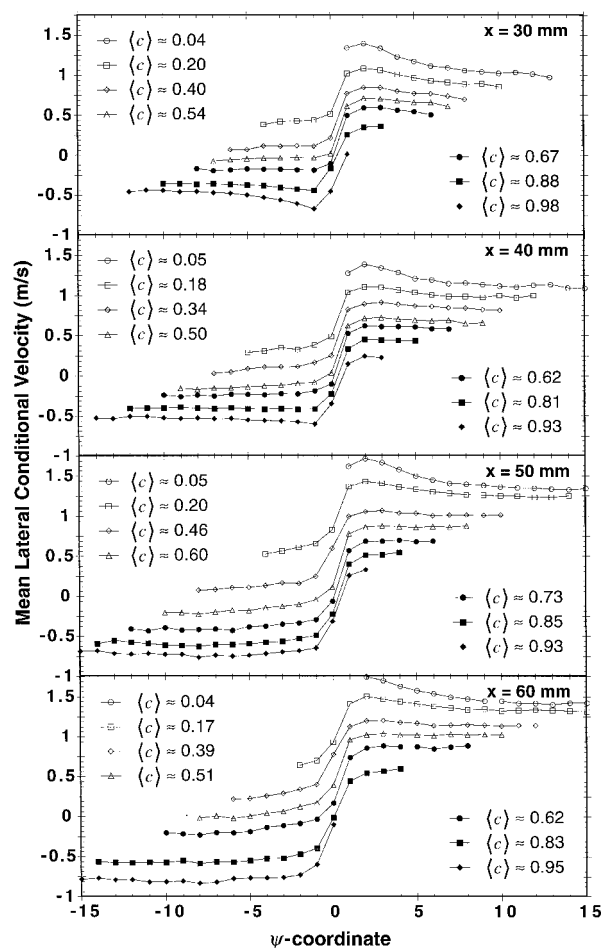 Mean Lateral Conditional Velocity (m/s)
x = 30 mm
⟨c⟩ ≈ 0.04
⟨c⟩ ≈ 0.20
⟨c⟩ ≈ 0.40
⟨c⟩ ≈ 0.54
⟨c⟩ ≈ 0.67
⟨c⟩ ≈ 0.88
⟨c⟩ ≈ 0.98
1.5
1
0.5
0
-0.5
-1
x = 40 mm
⟨c⟩ ≈ 0.05
⟨c⟩ ≈ 0.18
⟨c⟩ ≈ 0.34
⟨c⟩ ≈ 0.50
⟨c⟩ ≈ 0.62
⟨c⟩ ≈ 0.81
⟨c⟩ ≈ 0.93
1.5
1
0.5
0
-0.5
-1
x = 50 mm
⟨c⟩ ≈ 0.05
⟨c⟩ ≈ 0.20
⟨c⟩ ≈ 0.46
⟨c⟩ ≈ 0.60
⟨c⟩ ≈ 0.73
⟨c⟩ ≈ 0.85
⟨c⟩ ≈ 0.93
1.5
1
0.5
0
-0.5
-1
x = 60 mm
⟨c⟩ ≈ 0.04
⟨c⟩ ≈ 0.17
⟨c⟩ ≈ 0.39
⟨c⟩ ≈ 0.51
⟨c⟩ ≈ 0.62
⟨c⟩ ≈ 0.83
⟨c⟩ ≈ 0.95
1.5
1
0.5
0
-0.5
-1
-15 -10 -5 0 5 10 15
ψ-coordinate